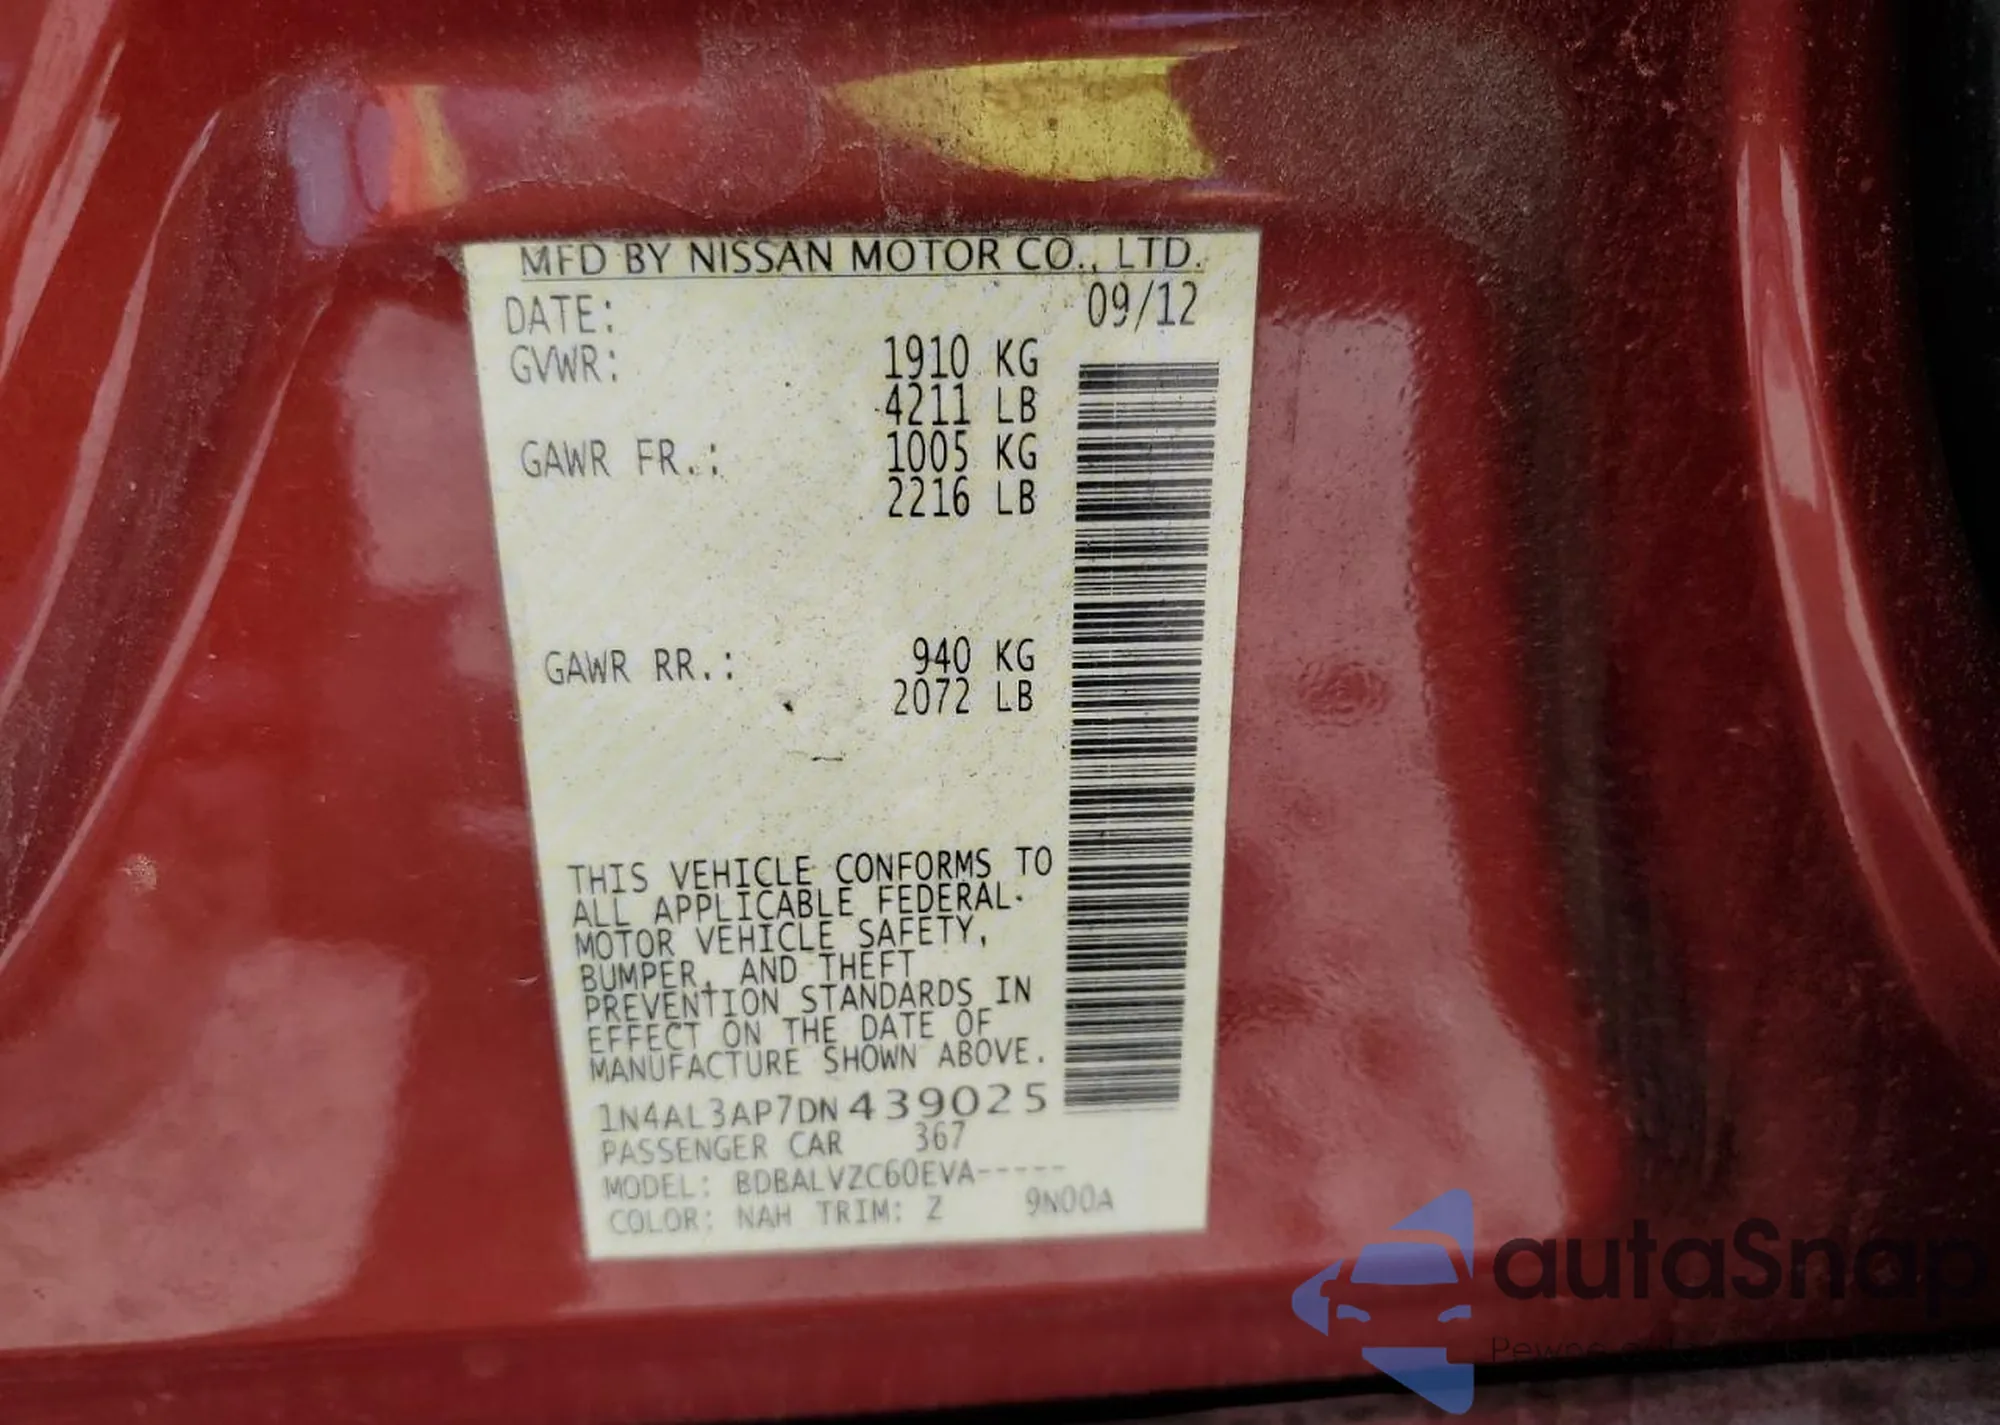 MFD BY NISSAN MOTOR CO., LTD.
DATE: 09/12
GVWR: 1910 KG
4211 LB
GAWR FR.: 1005 KG
2216 LB
GAWR RR.: 940 KG
2072 LB
THIS VEHICLE CONFORMS TO
ALL APPLICABLE FEDERAL
MOTOR VEHICLE SAFETY,
BUMPER, AND THEFT
PREVENTION STANDARDS IN
EFFECT ON THE DATE OF
MANUFACTURE SHOWN ABOVE.
1N4AL3AP7DN439025
PASSENGER CAR 367
MODEL: BDBALVZC60EVA-----
COLOR: NAH TRIM: Z 9N00A
autaSnap
Pewne